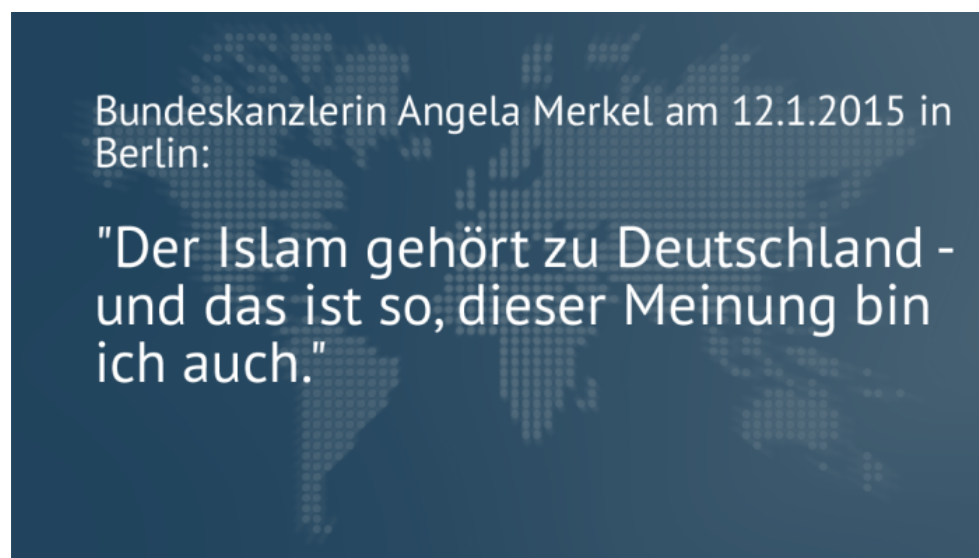 Bundeskanzlerin Angela Merkel am 12.1.2015 in
Berlin:
"Der Islam gehört zu Deutschland -
und das ist so, dieser Meinung bin
ich auch."